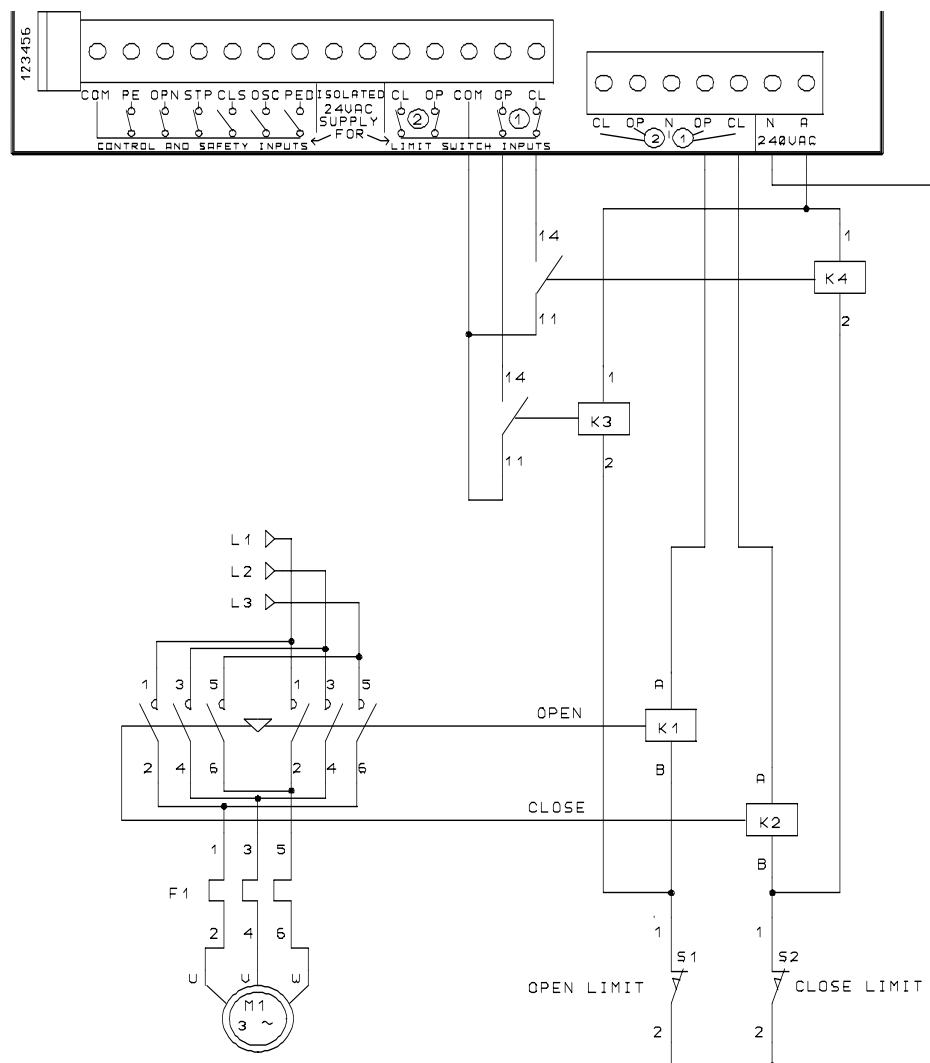 123456
COM PE OPN STP CLS OSC PED ISOLATED 24VAC SUPPLY FOR CL OP COM OP CL
2 1
CONTROL AND SAFETY INPUTS LIMIT SWITCH INPUTS
CL OP N OP CL N A
2 1 240VAC
14 1
K4
11 2
14 1
K3
11 2
L1
L2
L3
1 3 5 1 3 5 A
OPEN K1
2 4 6 2 4 6 B A
CLOSE K2
1 3 5 B
F1
2 4 6 1 1
U V W S1 S2
OPEN LIMIT CLOSE LIMIT
M1
3 ~ 2 2